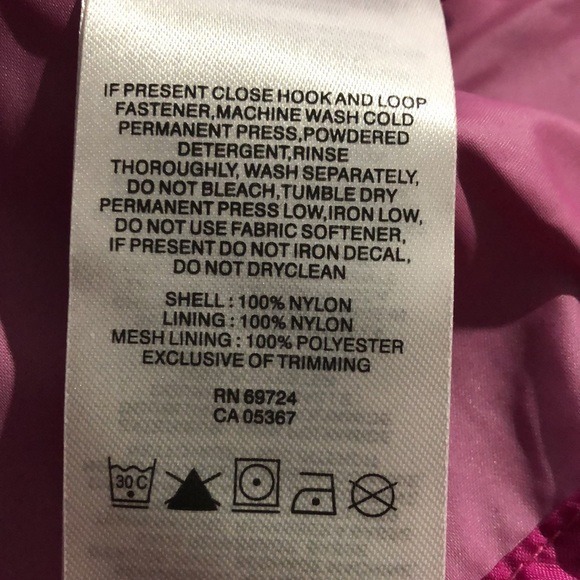 IF PRESENT CLOSE HOOK AND LOOP
FASTENER,MACHINE WASH COLD
PERMANENT PRESS,POWDERED
DETERGENT,RINSE
THOROUGHLY, WASH SEPARATELY,
DO NOT BLEACH,TUMBLE DRY
PERMANENT PRESS LOW,IRON LOW,
DO NOT USE FABRIC SOFTENER,
IF PRESENT DO NOT IRON DECAL,
DO NOT DRYCLEAN
SHELL : 100% NYLON
LINING : 100% NYLON
MESH LINING : 100% POLYESTER
EXCLUSIVE OF TRIMMING
RN 69724
CA 05367
30 C